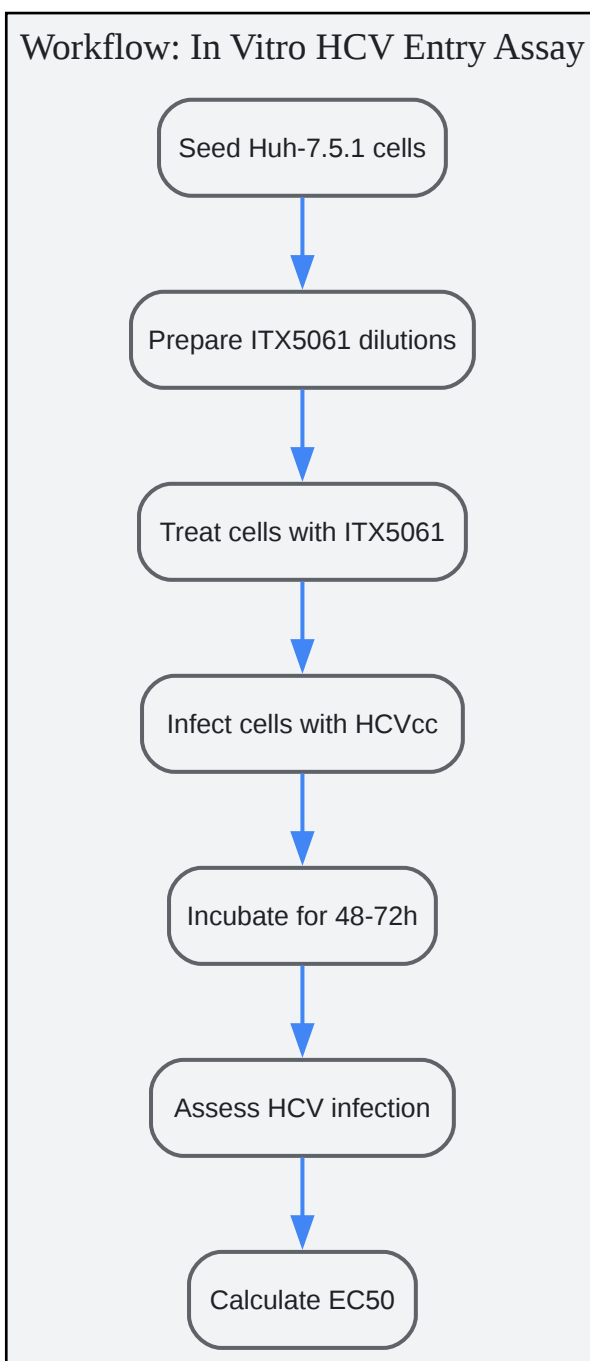 Workflow: In Vitro HCV Entry Assay
Seed Huh-7.5.1 cells
Prepare ITX5061 dilutions
Treat cells with ITX5061
Infect cells with HCVcc
Incubate for 48-72h
Assess HCV infection
Calculate EC50